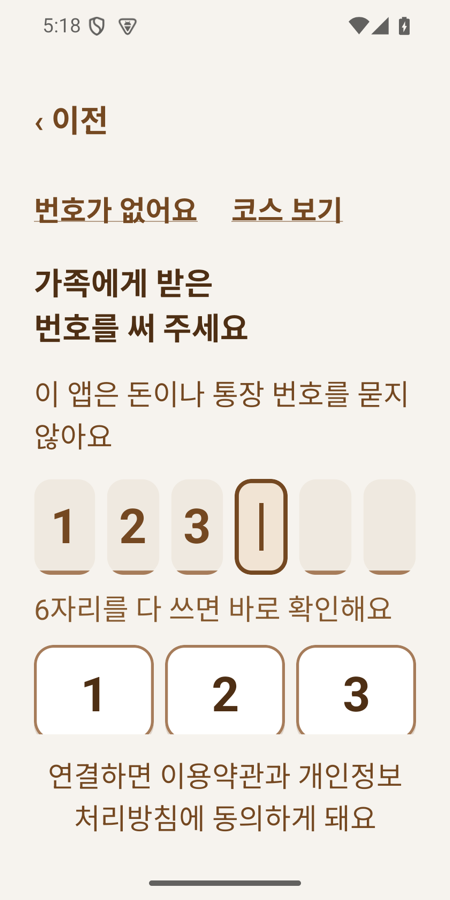 5:18
‹ 이전
번호가 없어요 코스 보기
가족에게 받은
번호를 써 주세요
이 앱은 돈이나 통장 번호를 묻지
않아요
1 2 3
6자리를 다 쓰면 바로 확인해요
1 2 3
연결하면 이용약관과 개인정보
처리방침에 동의하게 돼요